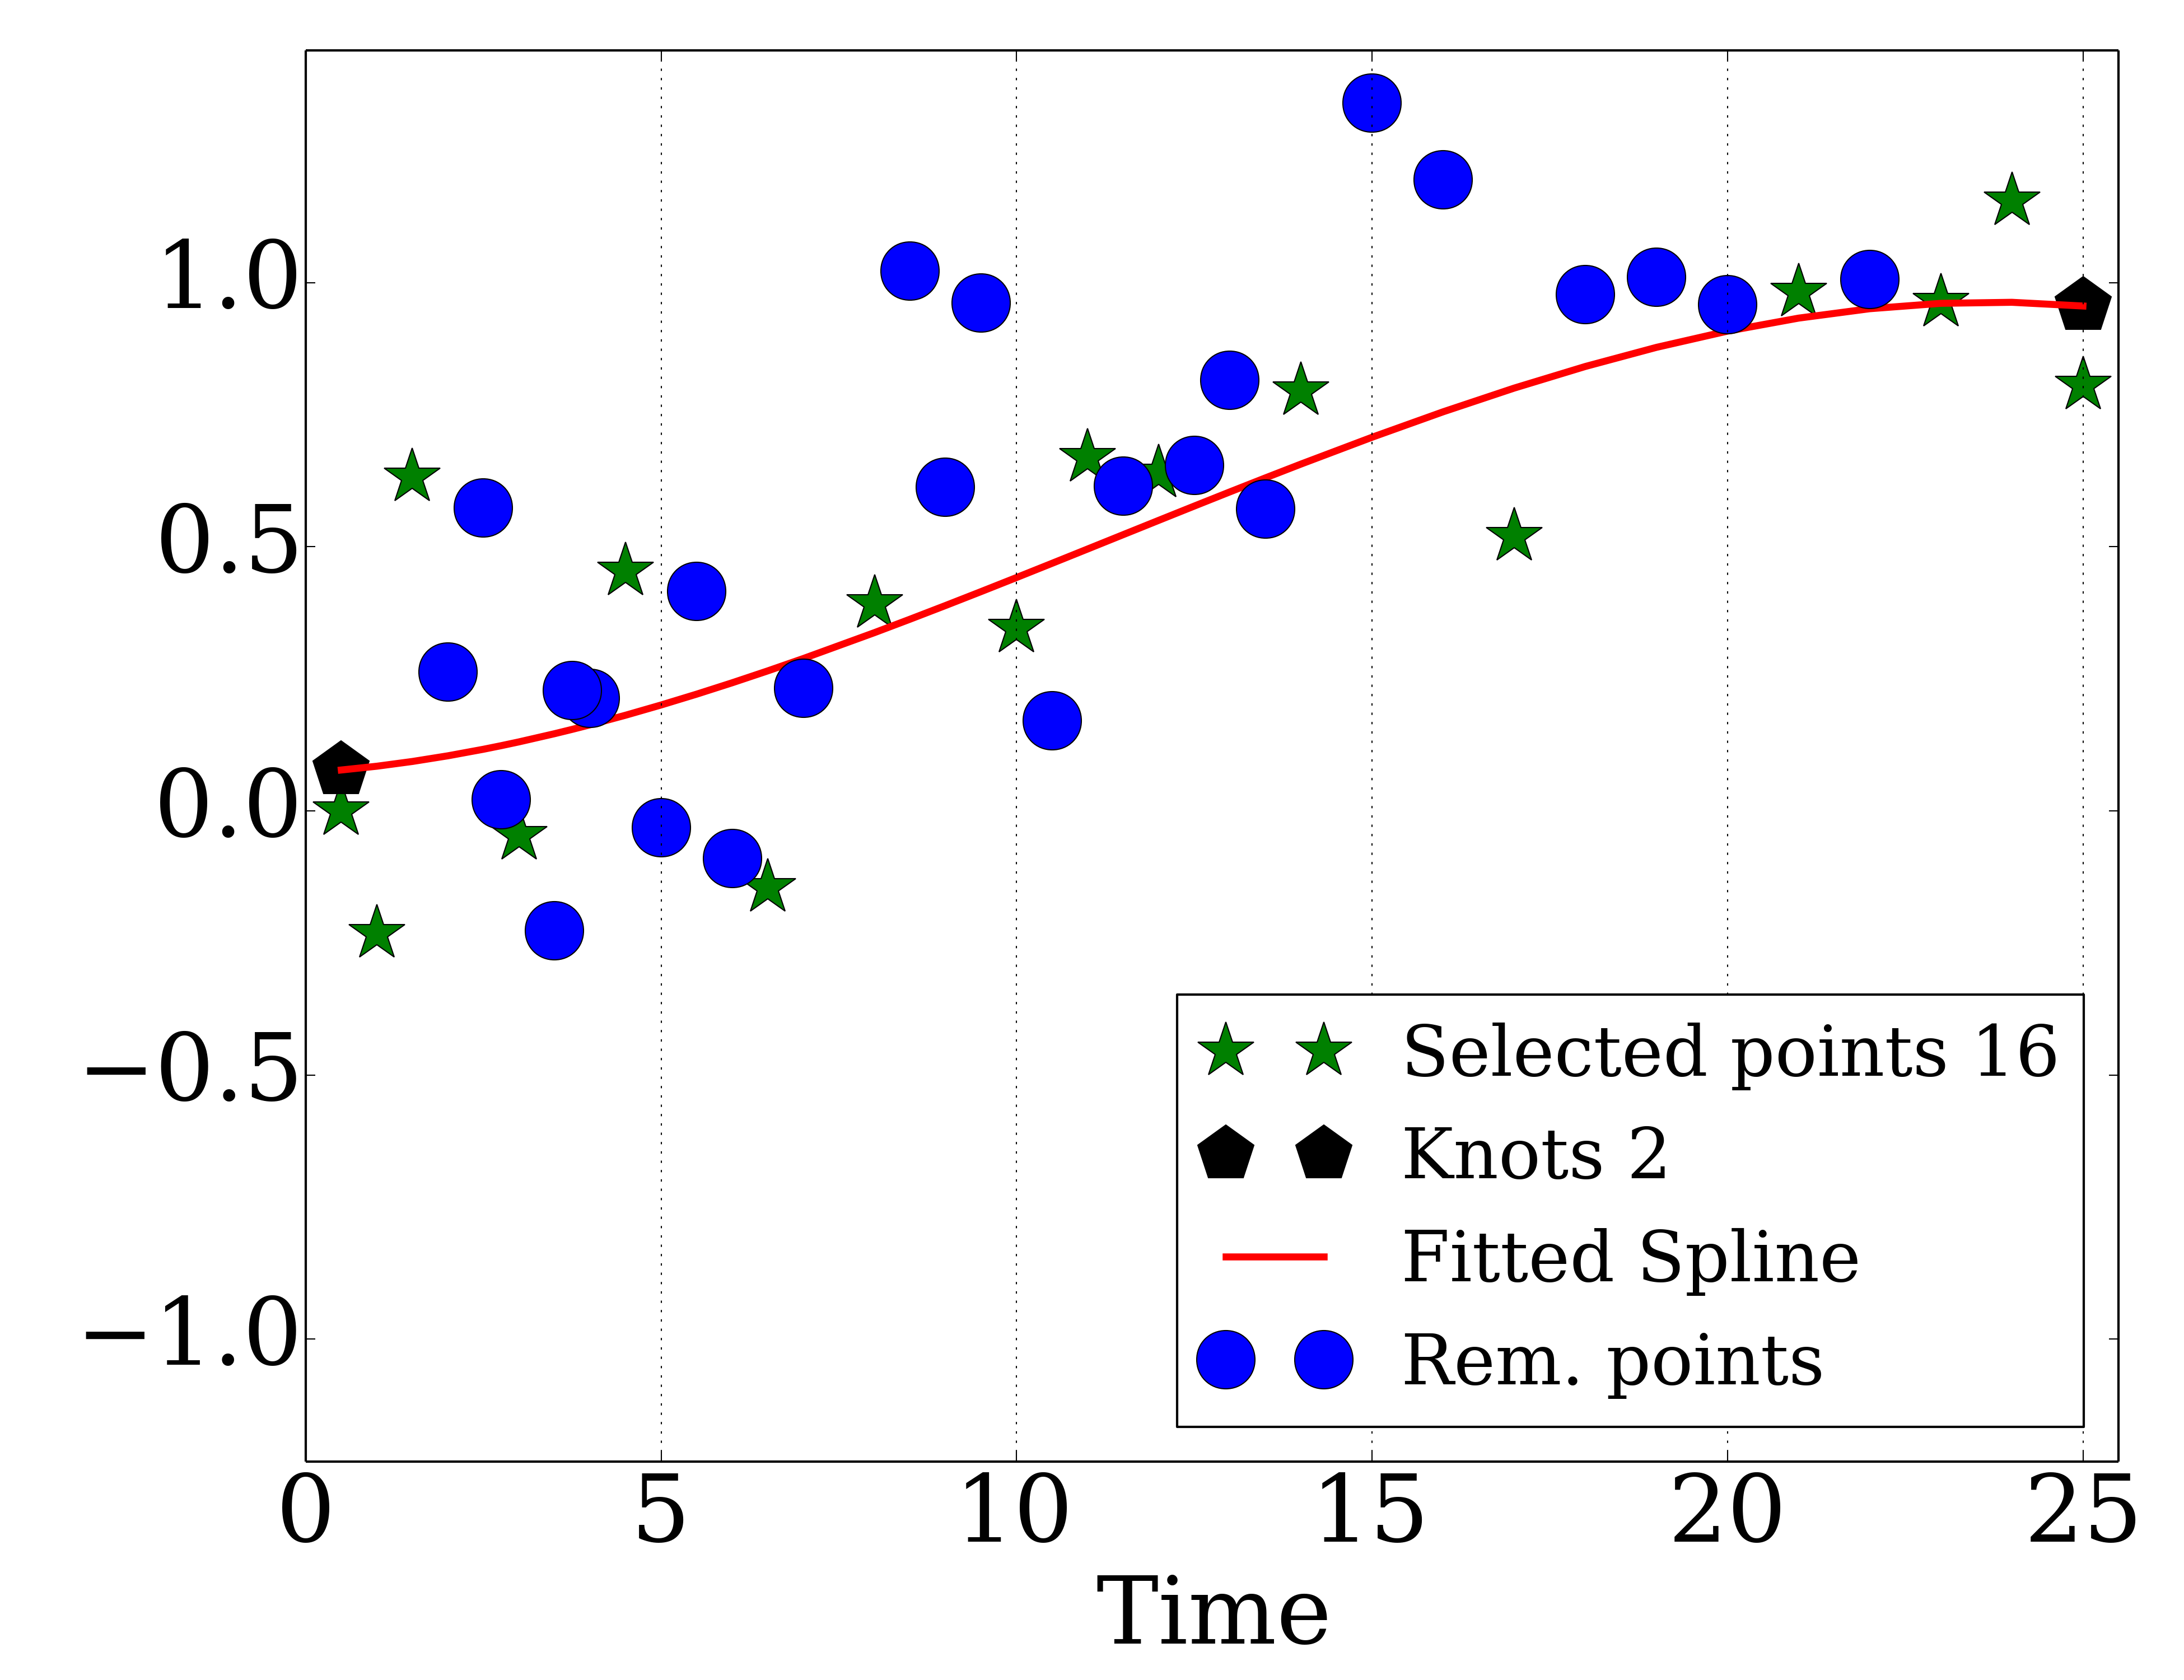 1.0
0.5
0.0
−0.5
−1.0
Selected points 16
Knots 2
Fitted Spline
Rem. points
0 5 10 15 20 25
Time